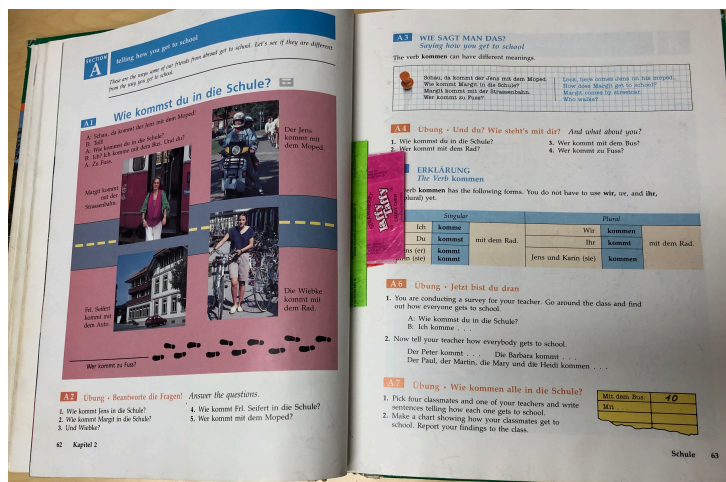 SECTION
A
telling how you get to school
These are the ways some of our friends from abroad get to school. Let's see if they are different
from the way you get to school.
A1
Wie kommst du in die Schule?
A: Schau, da kommt der Jens mit dem Moped!
B: Toll!
A: Wie kommst du in die Schule?
B: Ich? Ich komme mit dem Bus. Und du?
A: Zu Fuss.
Der Jens
kommt mit
dem Moped.
Margit kommt
mit der
Strassenbahn.
Frl. Seifert
kommt mit
dem Auto.
Die Wiebke
kommt mit
dem Rad.
Wer kommt zu Fuss?
A2 Übung • Beantworte die Fragen! Answer the questions.
1. Wie kommt Jens in die Schule?
2. Wie kommt Margit in die Schule?
3. Und Wiebke?
4. Wie kommt Frl. Seifert in die Schule?
5. Wer kommt mit dem Moped?
62 Kapitel 2
A3 WIE SAGT MAN DAS?
Saying how you get to school
The verb kommen can have different meanings.
Schau, da kommt der Jens mit dem Moped.
Wie kommt Margit in die Schule?
Margit kommt mit der Strassenbahn.
Wer kommt zu Fuss?
Look, here comes Jens on his moped.
How does Margit get to school?
Margit comes by streetcar.
Who walks?
A4 Übung • Und du? Wie steht's mit dir? And what about you?
1. Wie kommst du in die Schule?
2. Wer kommt mit dem Rad?
3. Wer kommt mit dem Bus?
4. Wer kommt zu Fuss?
Laffy
Taffy
ERKLÄRUNG
The Verb kommen
verb kommen has the following forms. You do not have to use wir, and ihr,
plural) yet.
Singular
Plural
Ich komme
Du kommst
(er) kommt
(sie) kommt
mit dem Rad.
Wir kommen
Ihr kommt
Jens und Karin (sie) kommen
mit dem Rad.
A6 Übung • Jetzt bist du dran
1. You are conducting a survey for your teacher. Go around the class and find
out how everyone gets to school.
A: Wie kommst du in die Schule?
B: Ich komme . . .
2. Now tell your teacher how everybody gets to school.
Der Peter kommt . . . Die Barbara kommt . . .
Der Paul, der Martin, die Mary und die Heidi kommen . . .
A7 Übung • Wie kommen alle in die Schule?
1. Pick four classmates and one of your teachers and write
sentences telling how each one gets to school.
2. Make a chart showing how your classmates get to
school. Report your findings to the class.
Mit dem Bus 10
Mit
Schule 63